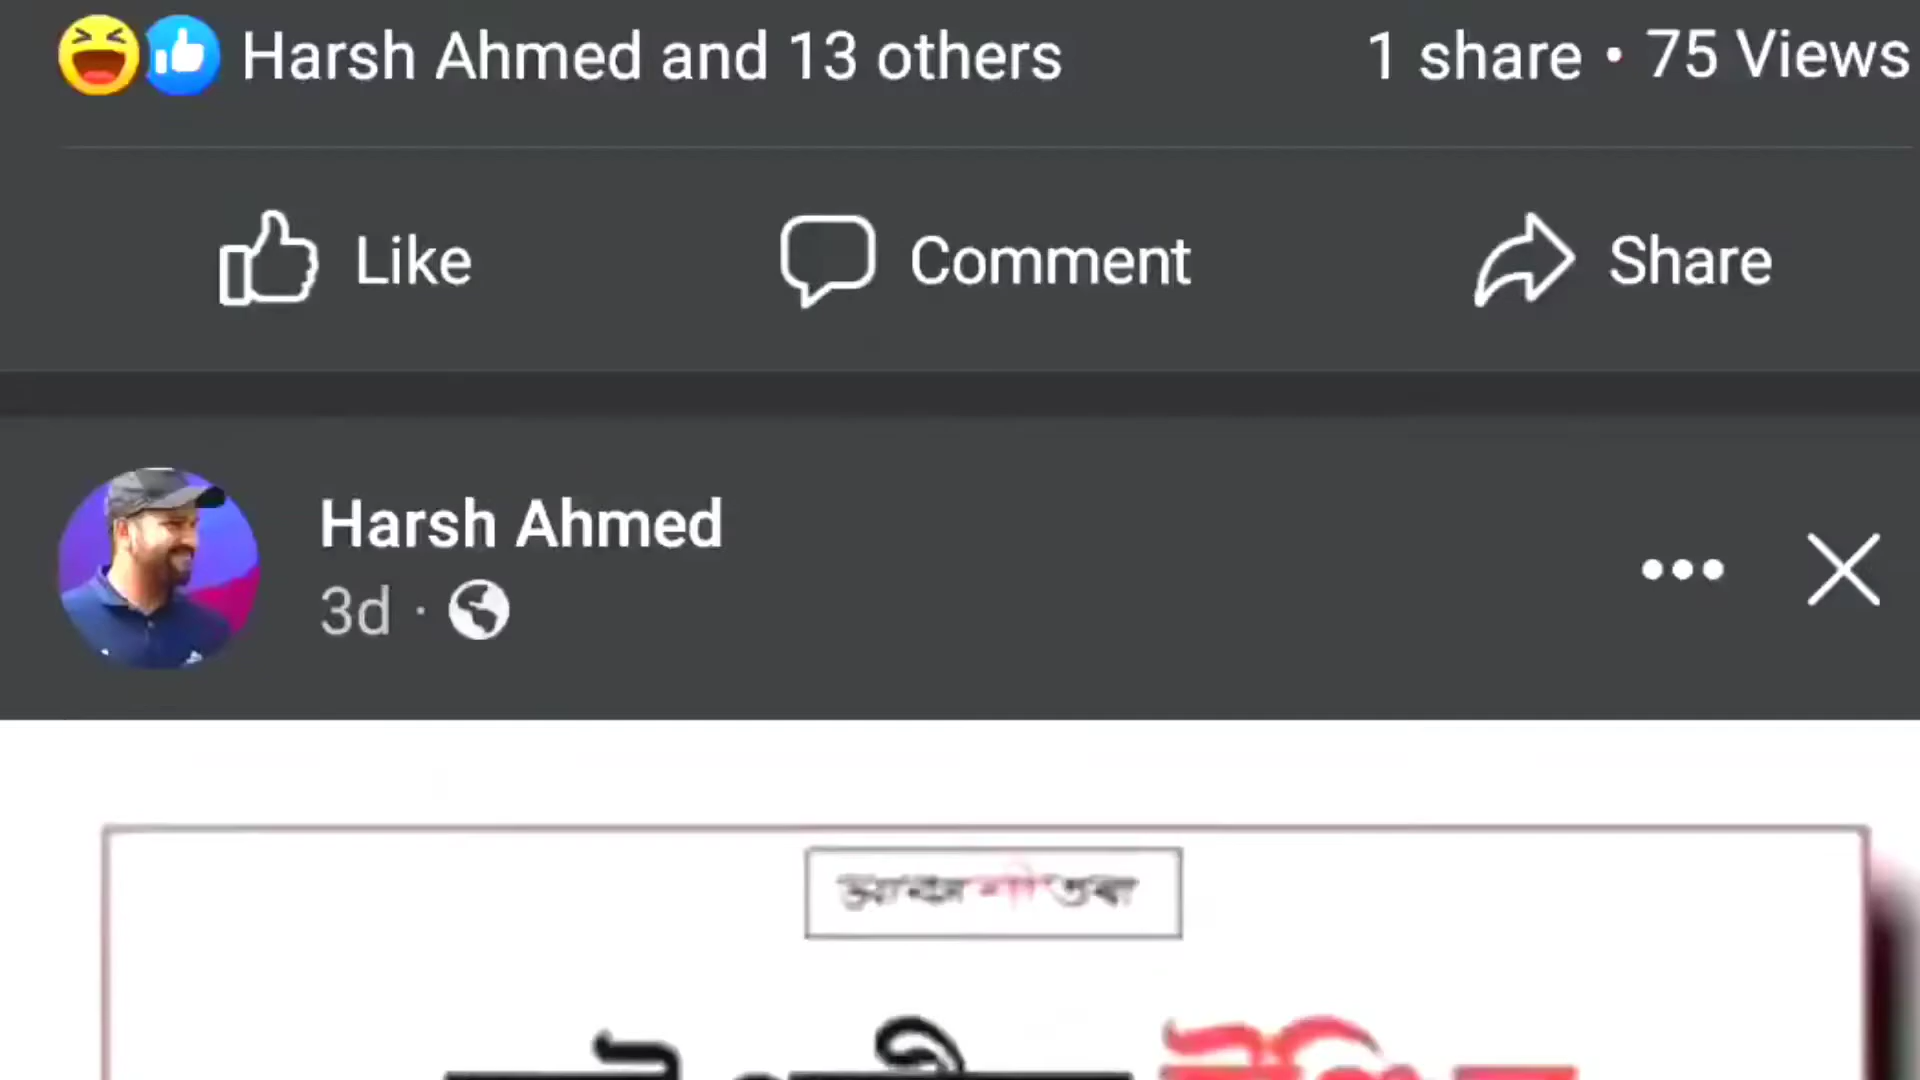 Harsh Ahmed and 13 others
1 share • 75 Views
Like
Comment
Share
Harsh Ahmed
3d ·